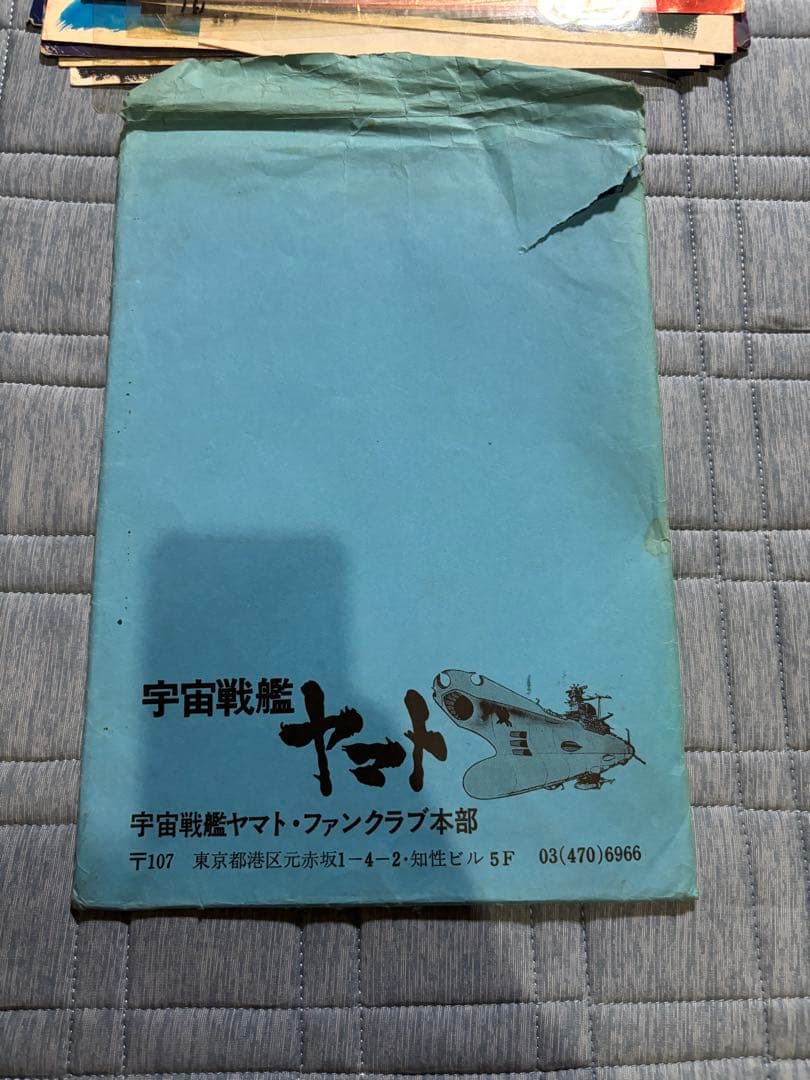 宇宙戦艦
ヤマト
宇宙戦艦ヤマト・ファンクラブ本部
〒107 東京都港区元赤坂1-4-2・知性ビル 5F 03(470)6966